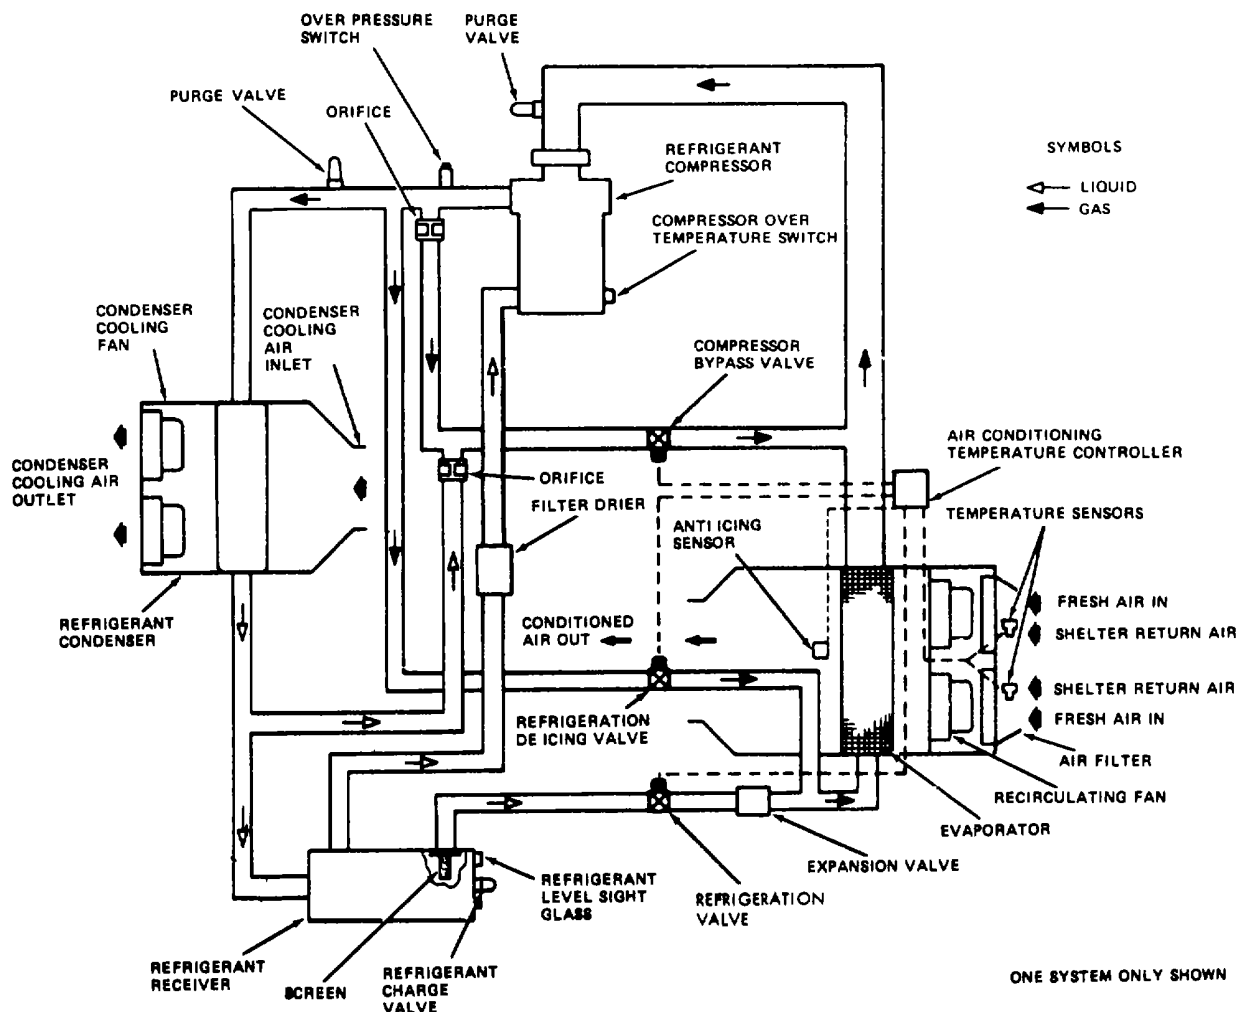 OVER PRESSURE
SWITCH
PURGE
VALVE
PURGE VALVE
ORIFICE
REFRIGERANT
COMPRESSOR
SYMBOLS
LIQUID
GAS
COMPRESSOR OVER
TEMPERATURE SWITCH
CONDENSER
COOLING
FAN
CONDENSER
COOLING
AIR
INLET
COMPRESSOR
BYPASS VALVE
AIR CONDITIONING
TEMPERATURE CONTROLLER
CONDENSER
COOLING AIR
OUTLET
ORIFICE
FILTER DRIER
ANTI ICING
SENSOR
TEMPERATURE SENSORS
REFRIGERANT
CONDENSER
CONDITIONED
AIR OUT
FRESH AIR IN
SHELTER RETURN AIR
SHELTER RETURN AIR
FRESH AIR IN
REFRIGERATION
DE ICING VALVE
AIR FILTER
RECIRCULATING FAN
EVAPORATOR
EXPANSION VALVE
REFRIGERANT
LEVEL SIGHT
GLASS
REFRIGERATION
VALVE
REFRIGERANT
RECEIVER
SCREEN
REFRIGERANT
CHARGE
VALVE
ONE SYSTEM ONLY SHOWN